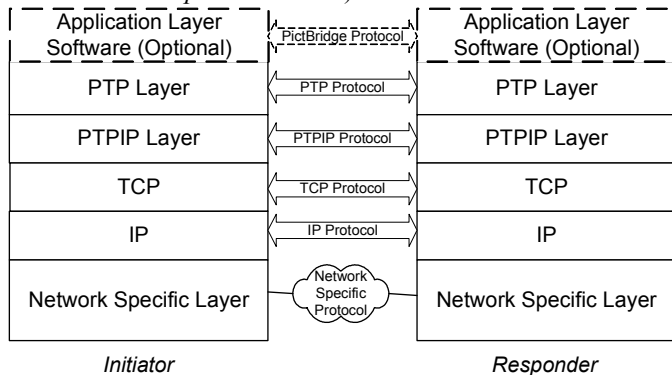 Application Layer
Software (Optional)
PictBridge Protocol
Application Layer
Software (Optional)
PTP Layer
PTP Protocol
PTP Layer
PTPIP Layer
PTPIP Protocol
PTPIP Layer
TCP
TCP Protocol
TCP
IP
IP Protocol
IP
Network Specific Layer
Network
Specific
Protocol
Network Specific Layer
Initiator
Responder